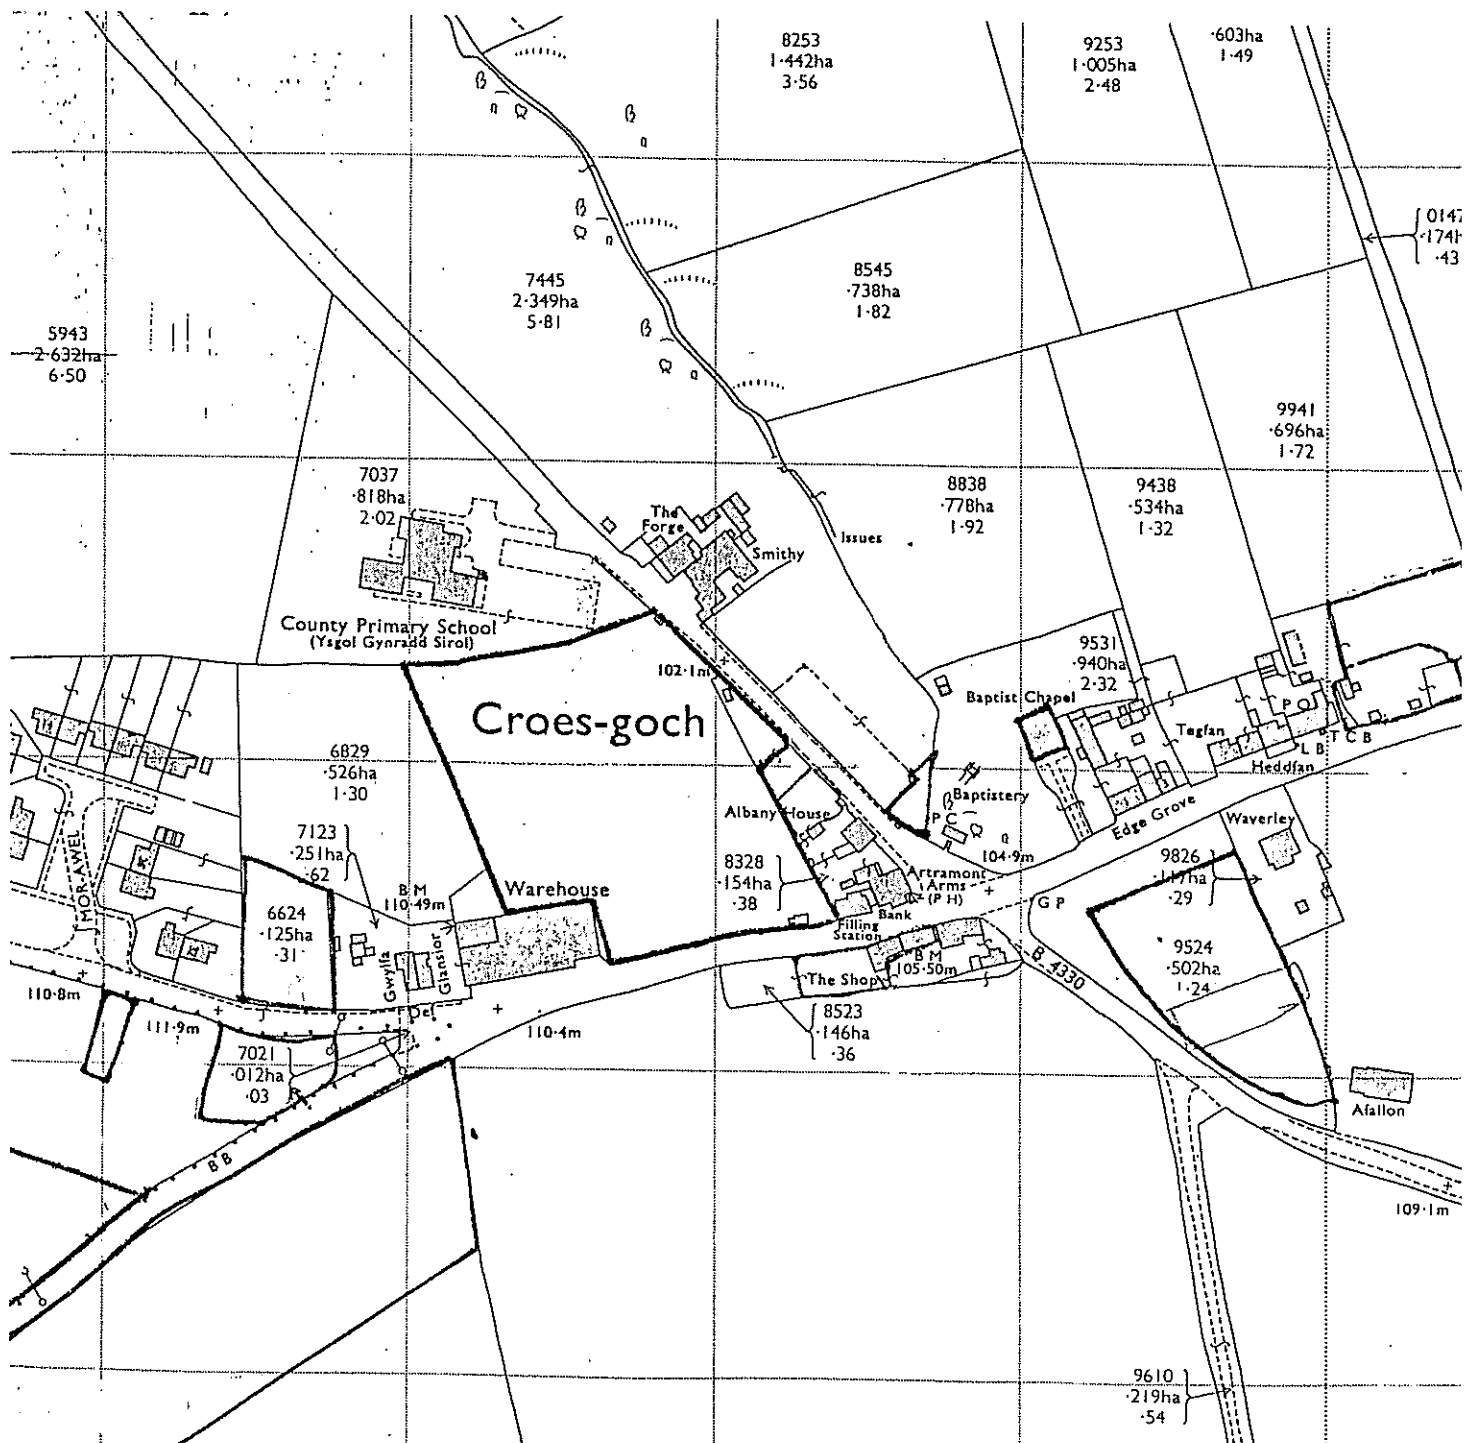 8253
1·442ha
3·56
9253
1·005ha
2·48
·603ha
1·49
0147
·174h
·43
7445
2·349ha
5·81
8545
·738ha
1·82
5943
2·632ha
6·50
9941
·696ha
1·72
7037
·818ha
2·02
8838
·778ha
1·92
9438
·534ha
1·32
The
Forge
Smithy
Issues
County Primary School
(Ysgol Gynradd Sirol)
102·1m
9531
·940ha
2·32
Baptist Chapel
Croes-goch
Tegfan
P O
L B
T C B
Heddfan
6829
·526ha
1·30
Baptistery
Albany House
P C
Edge Grove
Waverley
7123
·251ha
·62
104·9m
8328
·154ha
·38
Artramont
Arms
(P H)
9826
·117ha
·29
MOR-AWEL
B M
110·49m
Warehouse
6624
·125ha
·31
Bank
Filling
Station
G P
Gwylfa
Glansior
B M
105·50m
B 4330
9524
·502ha
1·24
The Shop
110·8m
111·9m
Def
110·4m
8523
·146ha
·36
7021
·012ha
·03
Afallon
B B
109·1m
9610
·219ha
·54